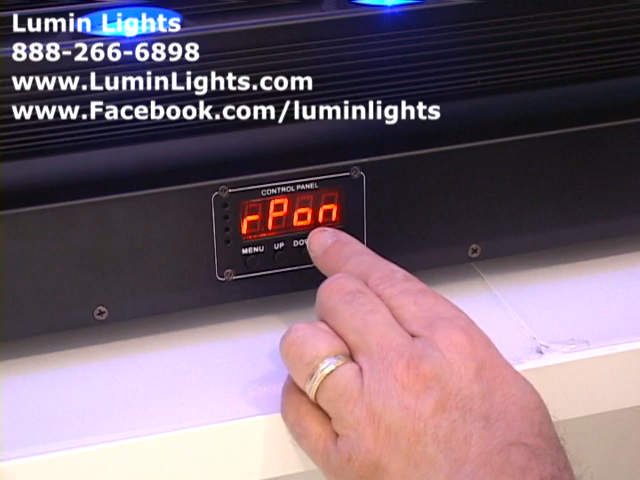 Lumin Lights
888-266-6898
www.LuminLights.com
www.Facebook.com/luminlights
CONTROL PANEL
rPon
MENU UP